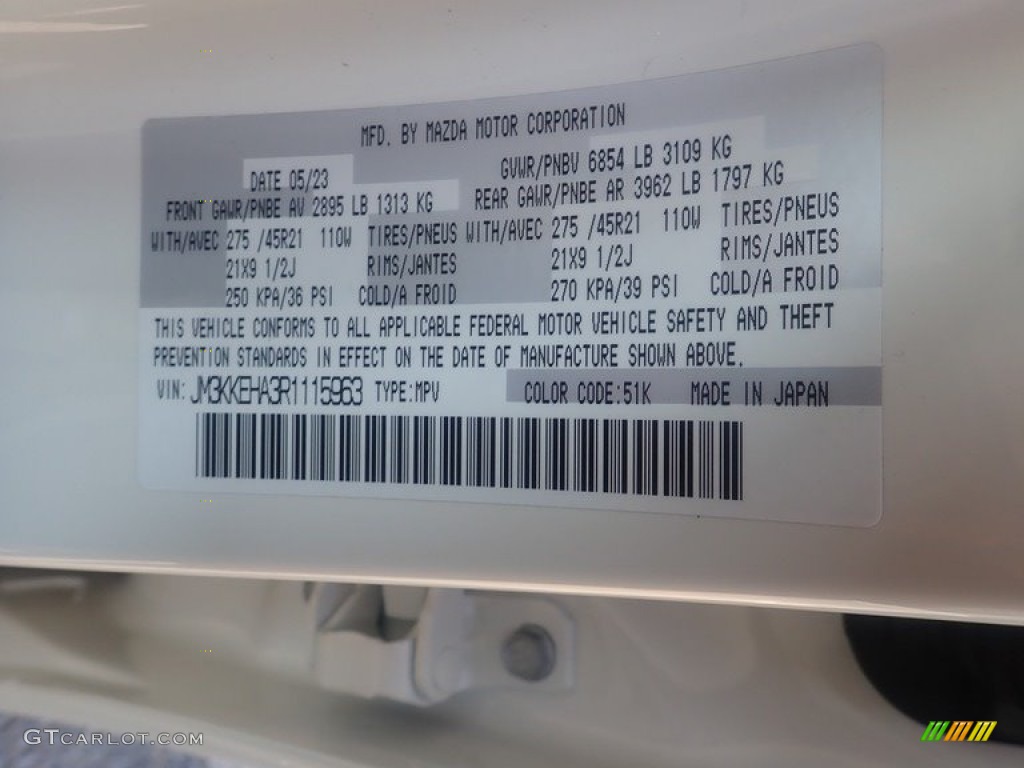 MFD. BY MAZDA MOTOR CORPORATION
DATE 05/23 GVWR/PNBV 6854 LB 3109 KG
FRONT GAWR/PNBE AV 2895 LB 1313 KG REAR GAWR/PNBE AR 3962 LB 1797 KG
WITH/AVEC 275 /45R21 110W TIRES/PNEUS WITH/AVEC 275 /45R21 110W TIRES/PNEUS
21X9 1/2J RIMS/JANTES 21X9 1/2J RIMS/JANTES
250 KPA/36 PSI COLD/A FROID 270 KPA/39 PSI COLD/A FROID
THIS VEHICLE CONFORMS TO ALL APPLICABLE FEDERAL MOTOR VEHICLE SAFETY AND THEFT
PREVENTION STANDARDS IN EFFECT ON THE DATE OF MANUFACTURE SHOWN ABOVE.
VIN: JM3KKEHA3R1115963 TYPE:MPV COLOR CODE:51K MADE IN JAPAN
GTCARLOT.COM